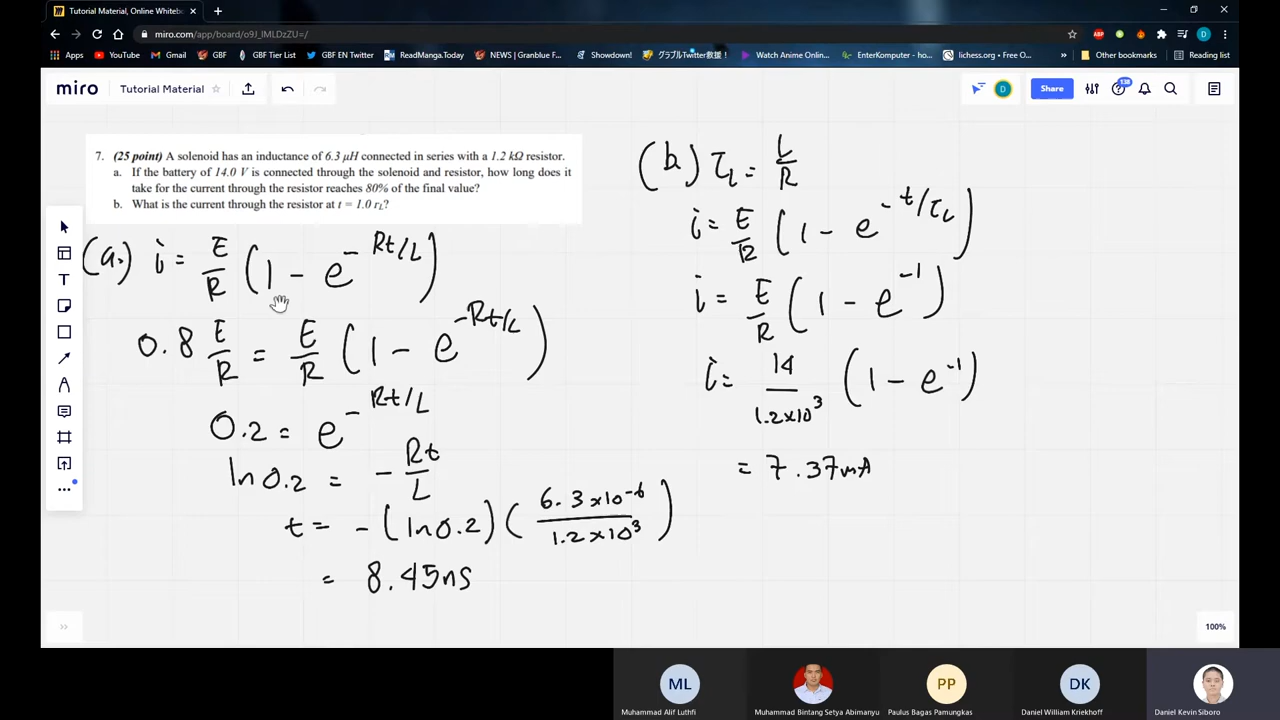 Tutorial Material, Online Whiteb
miro.com/app/board/o9J_lMLDzZU=/
Apps YouTube Gmail GBF GBF Tier List GBF EN Twitter ReadManga.Today NEWS | Granblue F... Showdown! グラブルTwitter救援! Watch Anime Onlin... EnterKomputer - ho... lichess.org • Free O... Other bookmarks Reading list
miro Tutorial Material Share 138
7. (25 point) A solenoid has an inductance of 6.3 μH connected in series with a 1.2 kΩ resistor.
a. If the battery of 14.0 V is connected through the solenoid and resistor, how long does it
take for the current through the resistor reaches 80% of the final value?
b. What is the current through the resistor at t = 1.0 τL?
(a.) i = E/R (1 - e^-Rt/L)
0.8 E/R = E/R (1 - e^-Rt/L)
0.2 = e^-Rt/L
ln 0.2 = - Rt/L
t = - (ln 0.2) (6.3 x 10^-6 / 1.2 x 10^3)
= 8.45 ns
(b) τL = L/R
i = E/R (1 - e^-t/τL)
i = E/R (1 - e^-1)
i = 14 / 1.2 x 10^3 (1 - e^-1)
= 7.37 mA
100%
ML PP DK
Muhammad Alif Luthfi Muhammad Bintang Setya Abimanyu Paulus Bagas Pamungkas Daniel William Kriekhoff Daniel Kevin Siboro